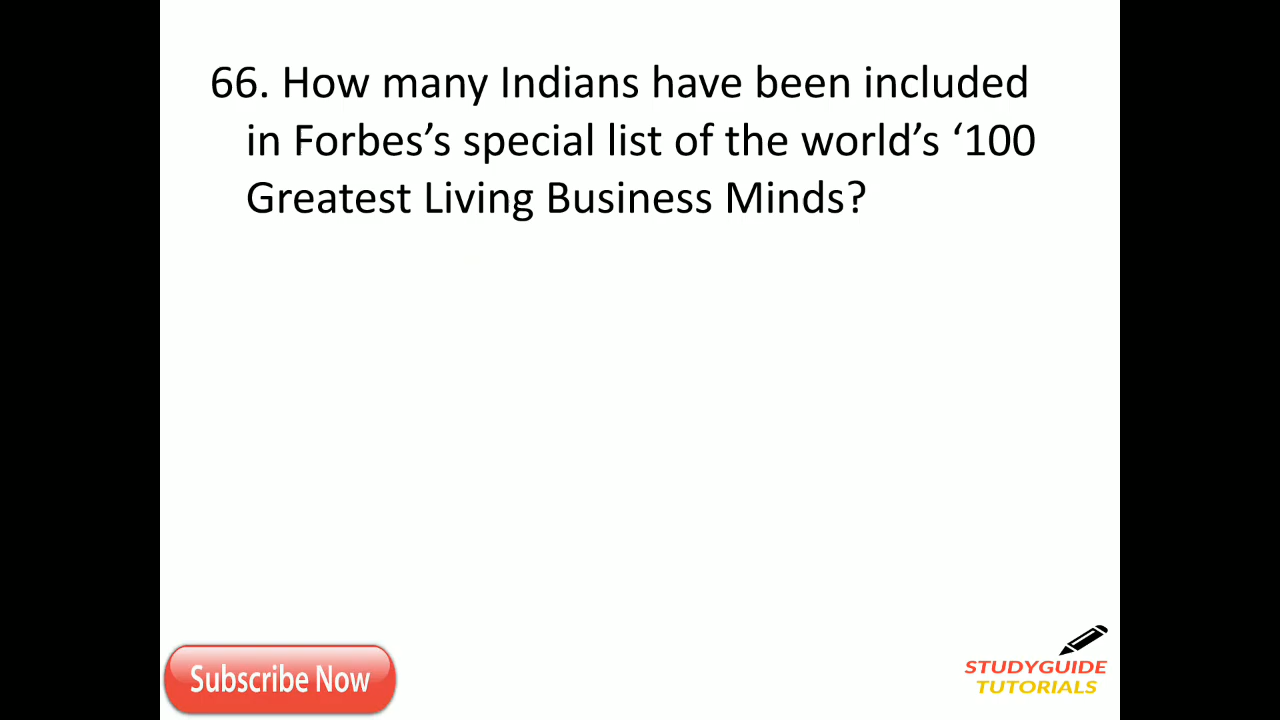 66. How many Indians have been included
in Forbes’s special list of the world’s ‘100
Greatest Living Business Minds?
Subscribe Now
STUDYGUIDE
TUTORIALS